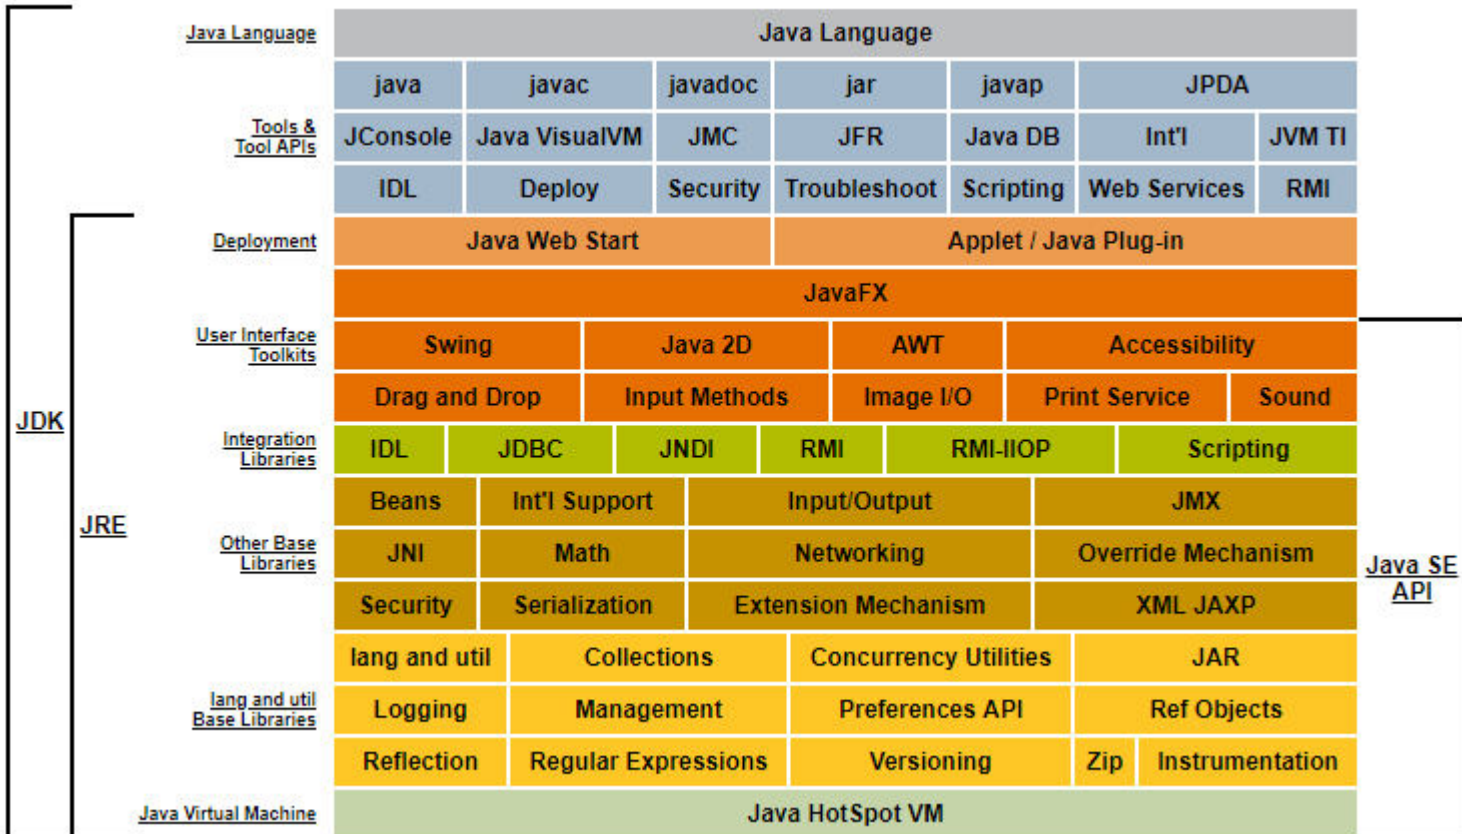 Java Language Java Language
java javac javadoc jar javap JPDA
Tools &
Tool APIs
JConsole Java VisualVM JMC JFR Java DB Int'l JVM TI
IDL Deploy Security Troubleshoot Scripting Web Services RMI
Deployment Java Web Start Applet / Java Plug-in
JavaFX
User Interface
Toolkits
Swing Java 2D AWT Accessibility
Drag and Drop Input Methods Image I/O Print Service Sound
JDK
Integration
Libraries
IDL JDBC JNDI RMI RMI-IIOP Scripting
Beans Int'l Support Input/Output JMX
JRE
Other Base
Libraries
JNI Math Networking Override Mechanism
Java SE
API
Security Serialization Extension Mechanism XML JAXP
lang and util Collections Concurrency Utilities JAR
lang and util
Base Libraries
Logging Management Preferences API Ref Objects
Reflection Regular Expressions Versioning Zip Instrumentation
Java Virtual Machine Java HotSpot VM